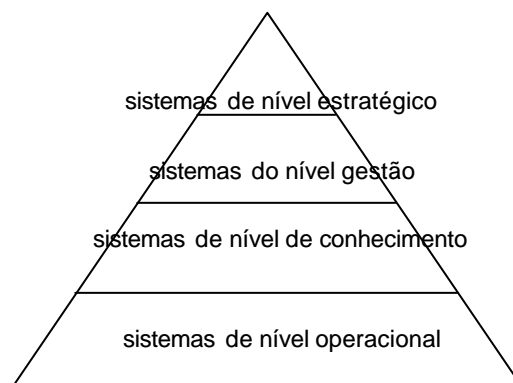 sistemas de nível estratégico
sistemas do nível gestão
sistemas de nível de conhecimento
sistemas de nível operacional